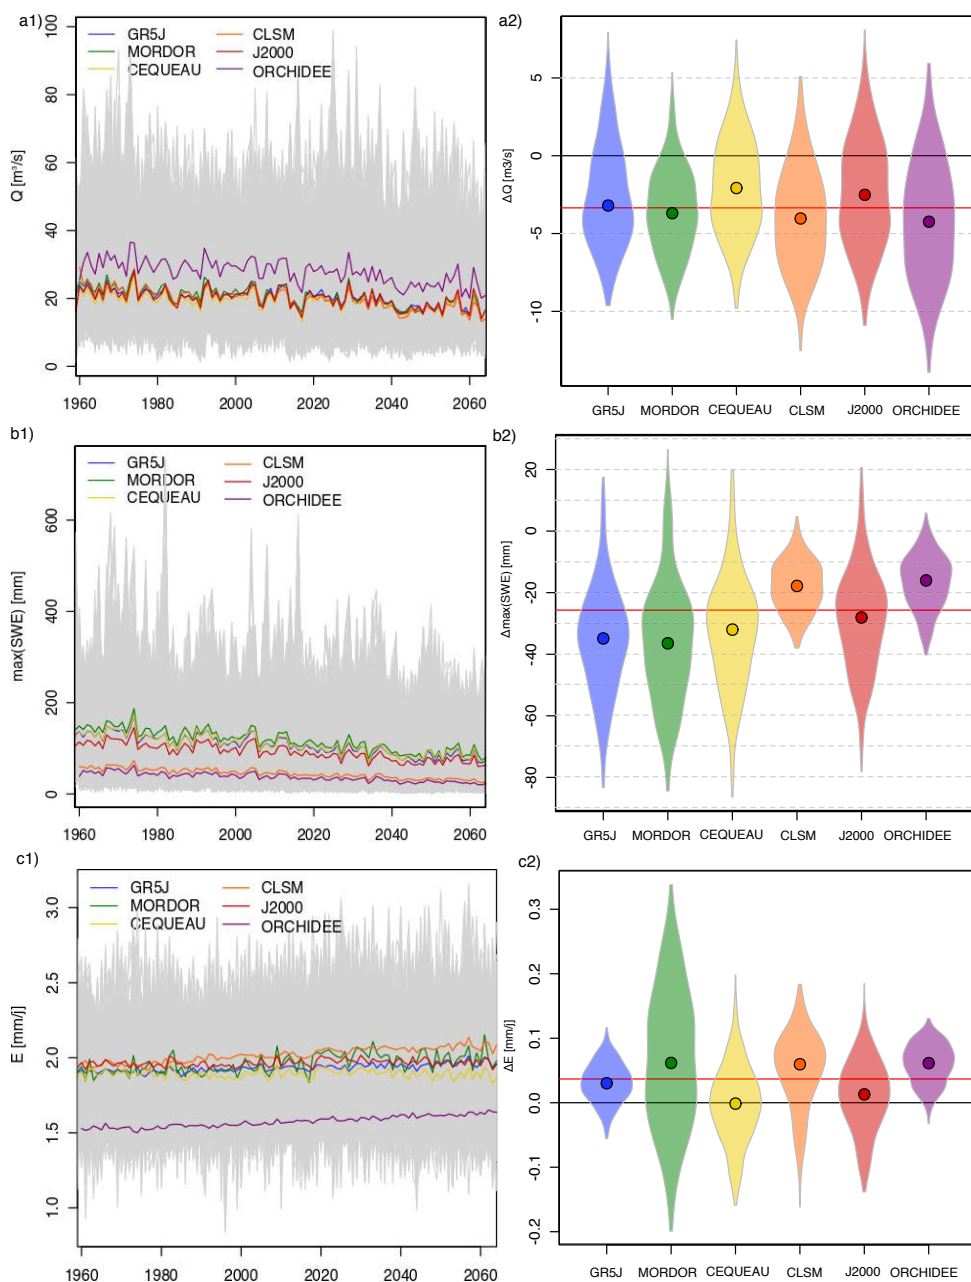 a1)
Q [m³/s]
100
80
60
40
20
0
GR5J
MORDOR
CEQUEAU
CLSM
J2000
ORCHIDEE
1960 1980 2000 2020 2040 2060
a2)
ΔQ [m3/s]
5
0
-5
-10
GR5J MORDOR CEQUEAU CLSM J2000 ORCHIDEE
b1)
max(SWE) [mm]
600
400
200
0
GR5J
MORDOR
CEQUEAU
CLSM
J2000
ORCHIDEE
1960 1980 2000 2020 2040 2060
b2)
Δmax(SWE) [mm]
20
0
-20
-40
-60
-80
GR5J MORDOR CEQUEAU CLSM J2000 ORCHIDEE
c1)
E [mm/j]
3.0
2.5
2.0
1.5
1.0
GR5J
MORDOR
CEQUEAU
CLSM
J2000
ORCHIDEE
1960 1980 2000 2020 2040 2060
c2)
ΔE [mm/j]
0.3
0.2
0.1
0.0
-0.1
-0.2
GR5J MORDOR CEQUEAU CLSM J2000 ORCHIDEE